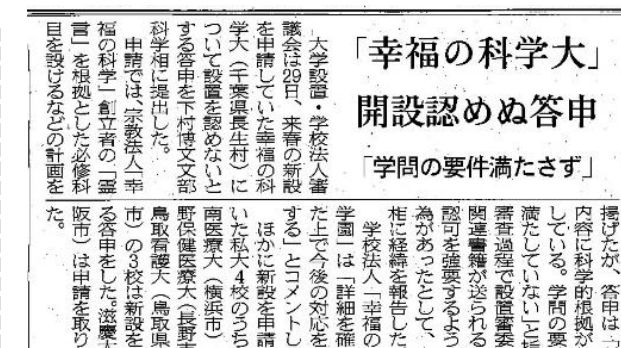 「幸福の科学大」
開設認めぬ答申
「学問の要件満たさず」
大学設置・学校法人審
議会は29日、来春の新設
を申請していた幸福の科
学大(千葉県長生村)に
ついて設置を認めないと
する答申を下村博文文部
科学相に提出した。
申請では、宗教法人「幸
福の科学」創立者の「霊
言」を根拠とした必修科
目を設けるなどの計画を
掲げたが、答申は「
内容に科学的根拠が
している。学問の要
満たしていない」と
審査過程で設置審委
関連書籍が送られる
認可を強要するよう
為があったとして、
相に経緯を報告した
学校法人「幸福の
学園」は「詳細を確
た上で今後の対応を
する」とコメントし
ほかに新設を申請
いた私大4校のうち
南医療大(横浜市)
野保健医療大(長野市
鳥取看護大(鳥取県
市)の3校は新設を
る答申をした。滋慶大
阪市)は申請を取り
た。